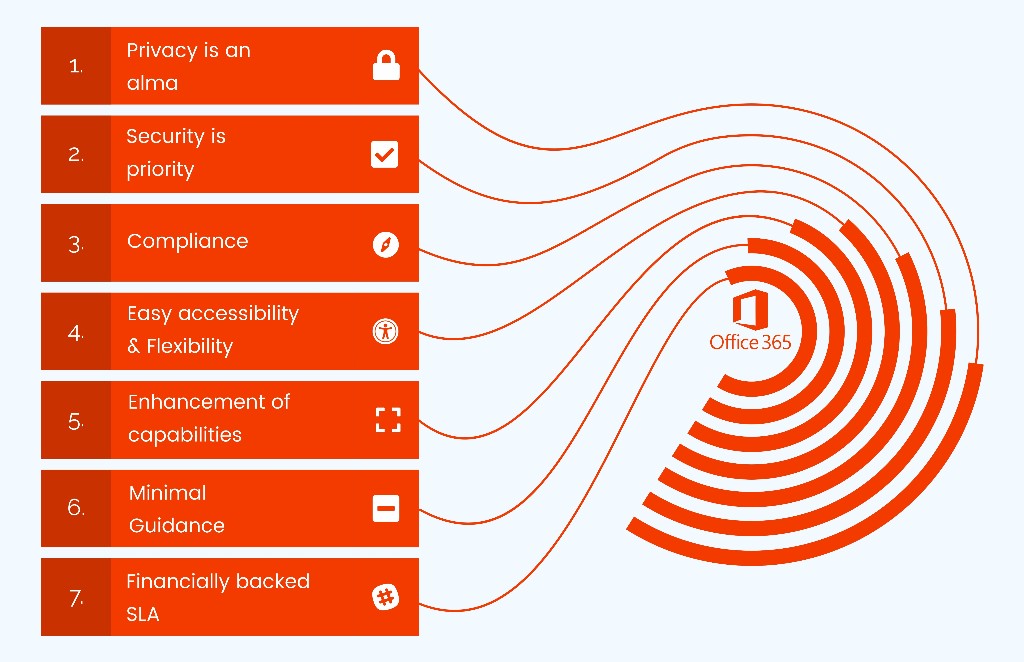 1.
Privacy is an
alma
2.
Security is
priority
3.
Compliance
4.
Easy accessibility
& Flexibility
5.
Enhancement of
capabilities
6.
Minimal
Guidance
7.
Financially backed
SLA
Office 365